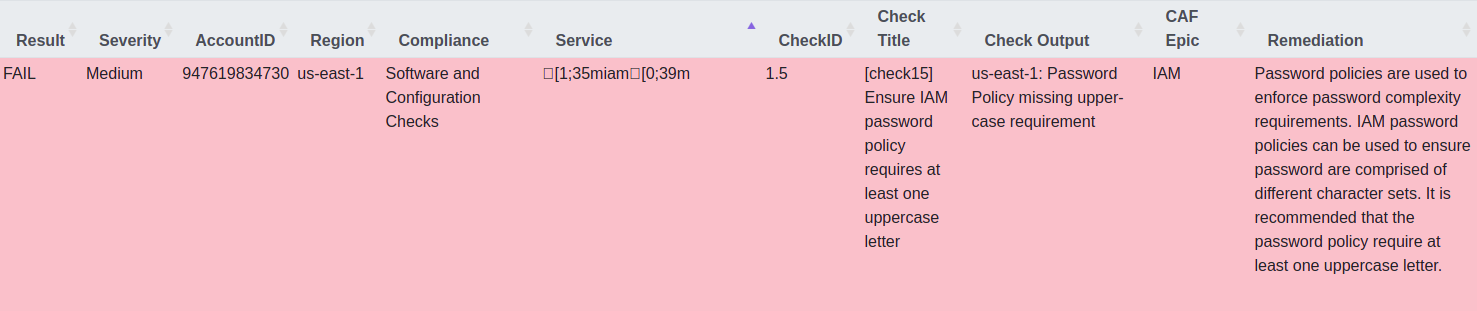 Result Severity AccountID Region Compliance Service CheckID Check Title Check Output CAF Epic Remediation
FAIL
Medium
947619834730
us-east-1
Software and
Configuration
Checks
[1;35miam[0;39m
1.5
[check15]
Ensure IAM
password
policy
requires at
least one
uppercase
letter
us-east-1: Password
Policy missing upper-
case requirement
IAM
Password policies are used to
enforce password complexity
requirements. IAM password
policies can be used to ensure
password are comprised of
different character sets. It is
recommended that the
password policy require at
least one uppercase letter.